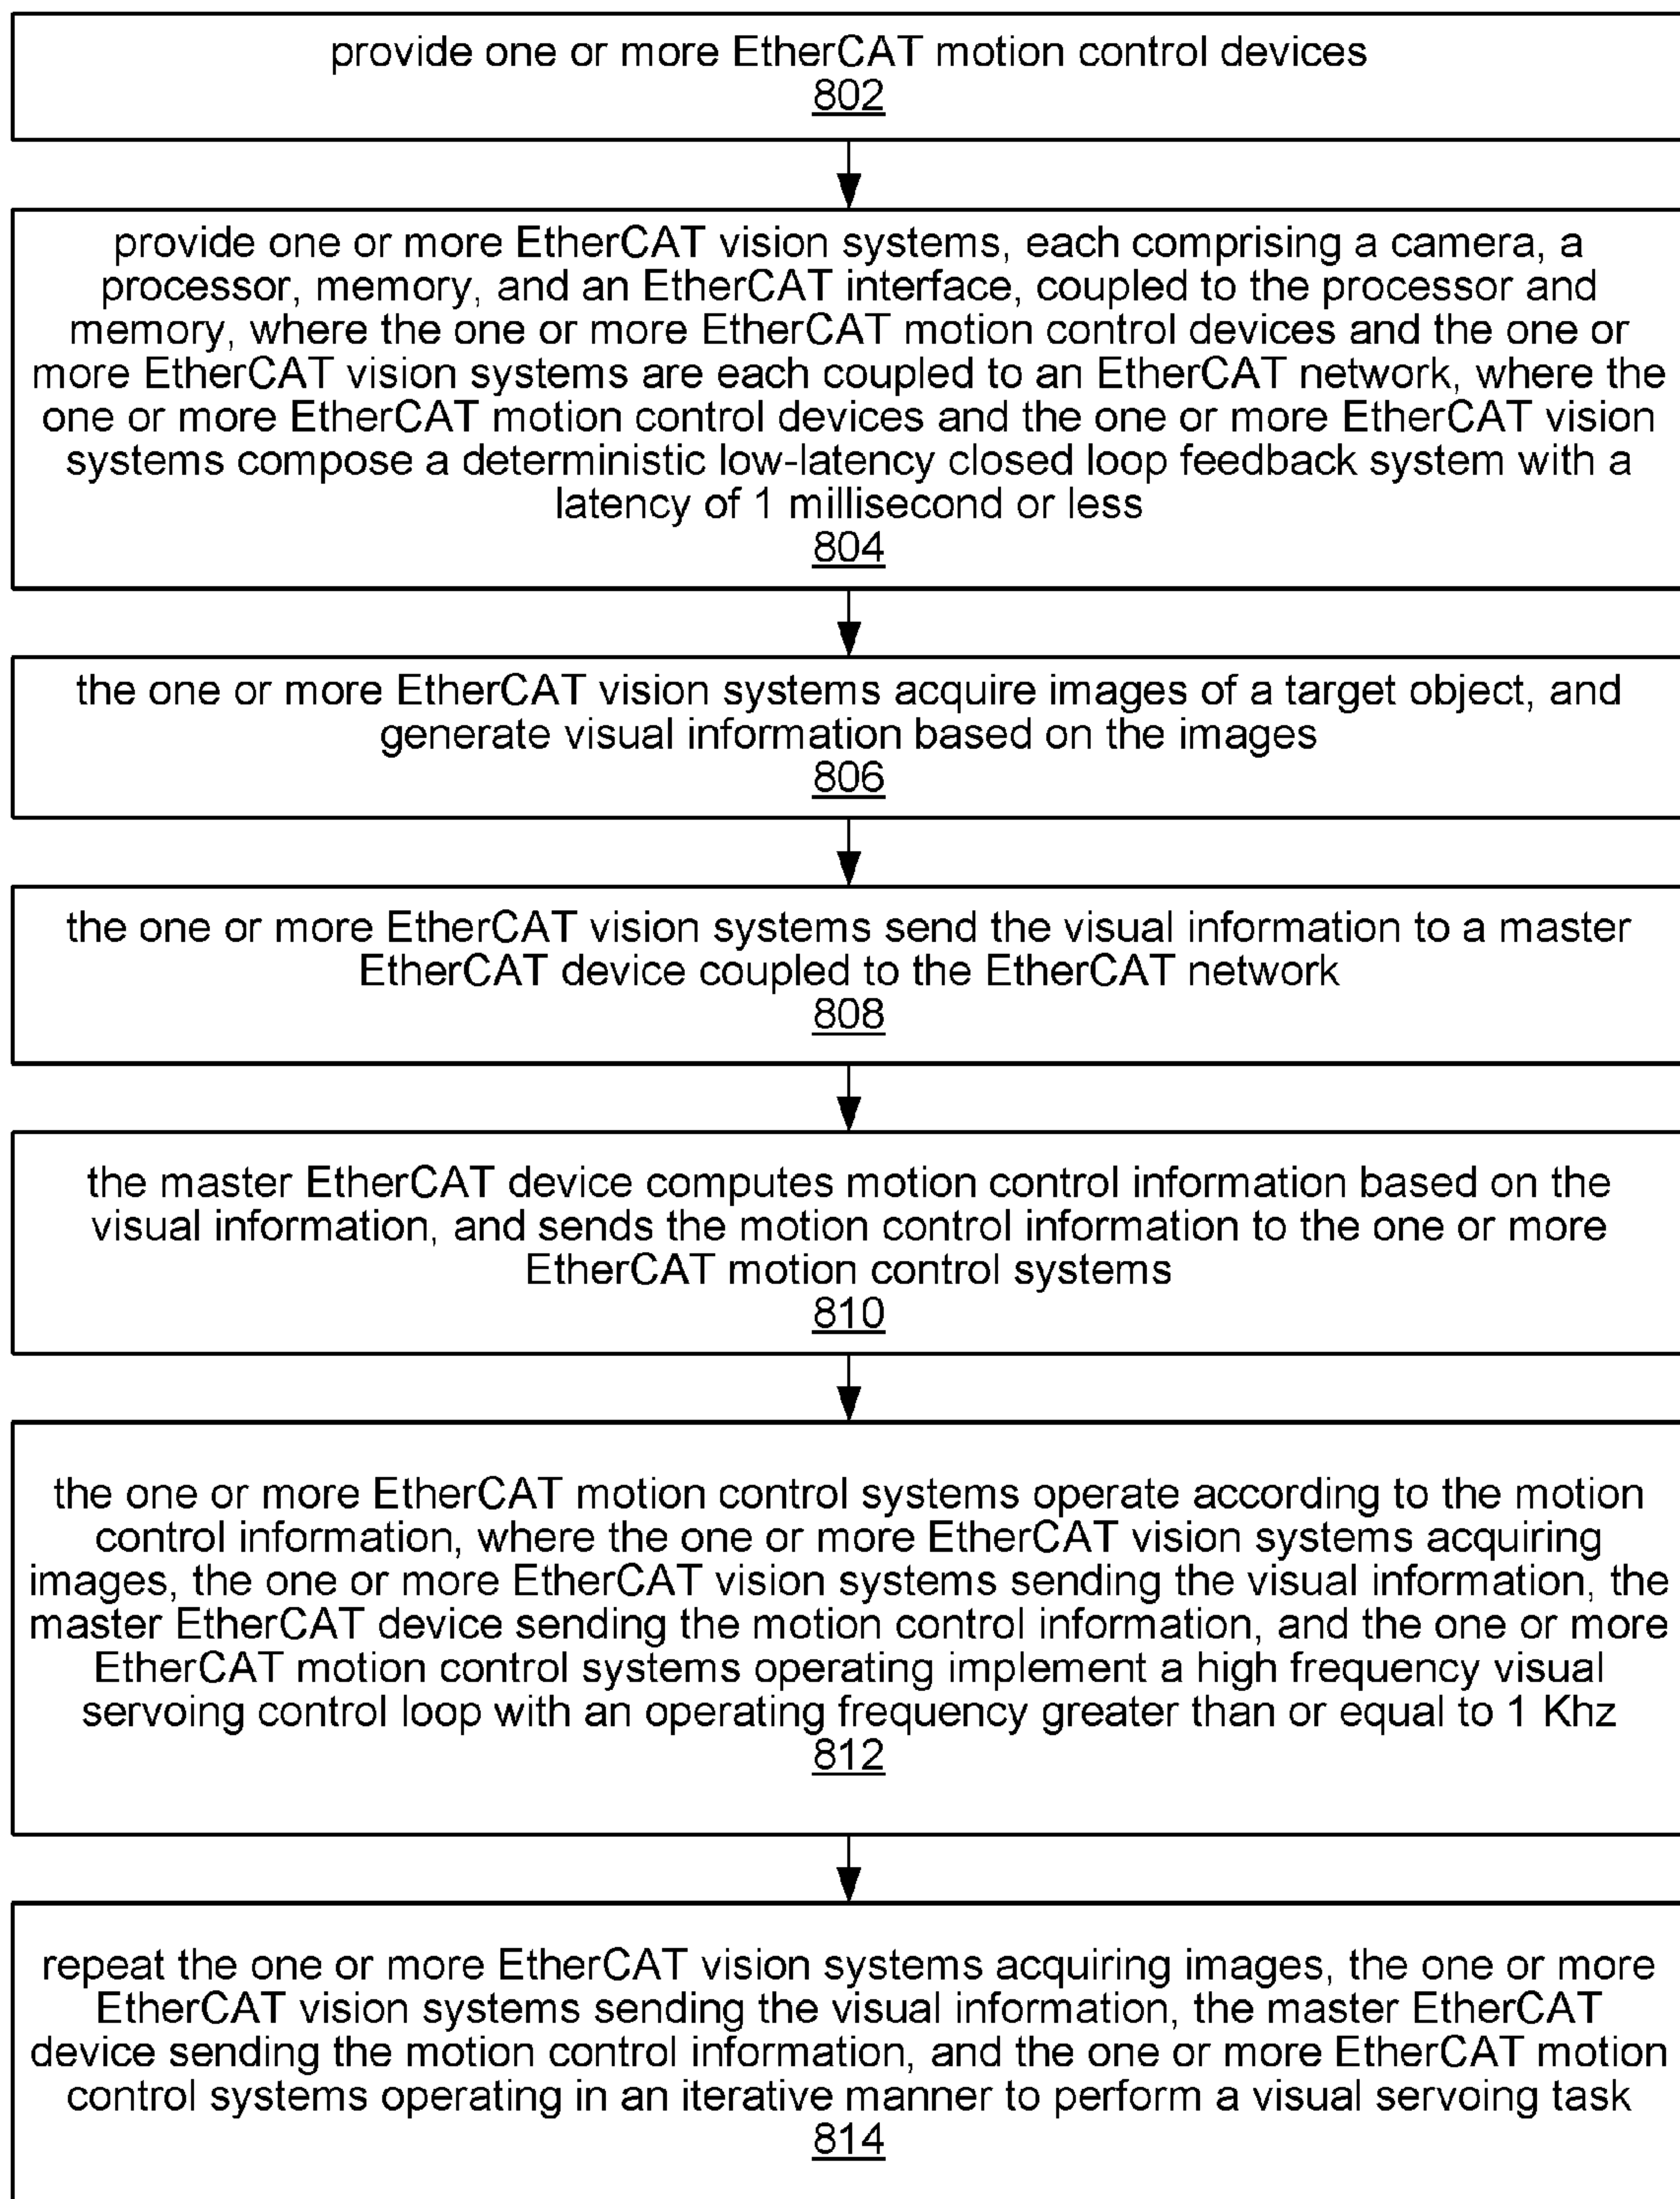 provide one or more EtherCAT motion control devices
802
provide one or more EtherCAT vision systems, each comprising a camera, a
processor, memory, and an EtherCAT interface, coupled to the processor and
memory, where the one or more EtherCAT motion control devices and the one or
more EtherCAT vision systems are each coupled to an EtherCAT network, where the
one or more EtherCAT motion control devices and the one or more EtherCAT vision
systems compose a deterministic low-latency closed loop feedback system with a
latency of 1 millisecond or less
804
the one or more EtherCAT vision systems acquire images of a target object, and
generate visual information based on the images
806
the one or more EtherCAT vision systems send the visual information to a master
EtherCAT device coupled to the EtherCAT network
808
the master EtherCAT device computes motion control information based on the
visual information, and sends the motion control information to the one or more
EtherCAT motion control systems
810
the one or more EtherCAT motion control systems operate according to the motion
control information, where the one or more EtherCAT vision systems acquiring
images, the one or more EtherCAT vision systems sending the visual information, the
master EtherCAT device sending the motion control information, and the one or more
EtherCAT motion control systems operating implement a high frequency visual
servoing control loop with an operating frequency greater than or equal to 1 Khz
812
repeat the one or more EtherCAT vision systems acquiring images, the one or more
EtherCAT vision systems sending the visual information, the master EtherCAT
device sending the motion control information, and the one or more EtherCAT motion
control systems operating in an iterative manner to perform a visual servoing task
814